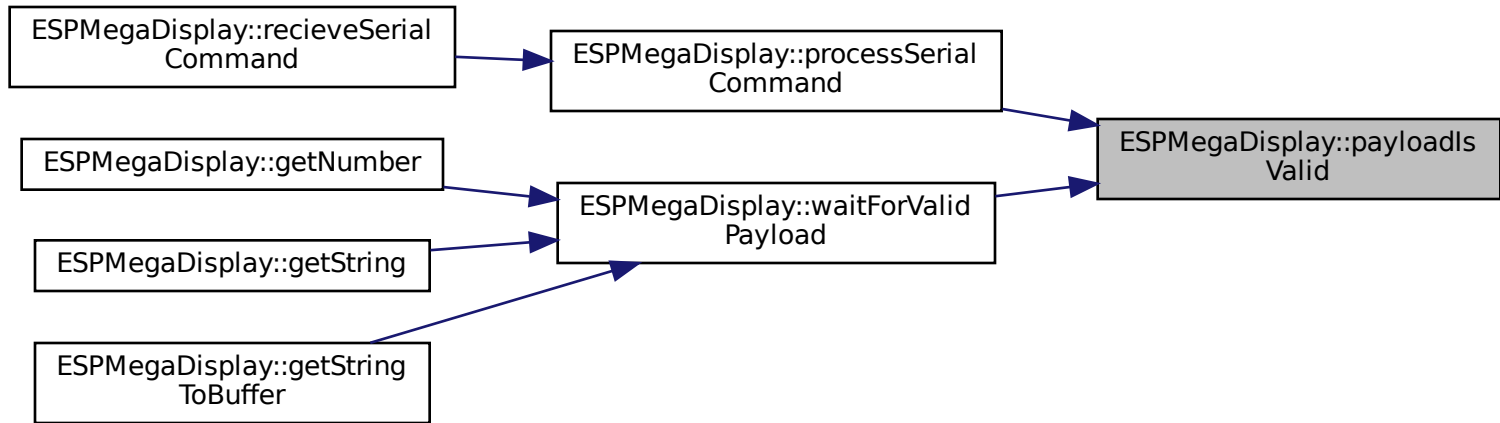 ESPMegaDisplay::recieveSerial
Command
ESPMegaDisplay::processSerial
Command
ESPMegaDisplay::payloadIs
Valid
ESPMegaDisplay::getNumber
ESPMegaDisplay::waitForValid
Payload
ESPMegaDisplay::getString
ESPMegaDisplay::getString
ToBuffer